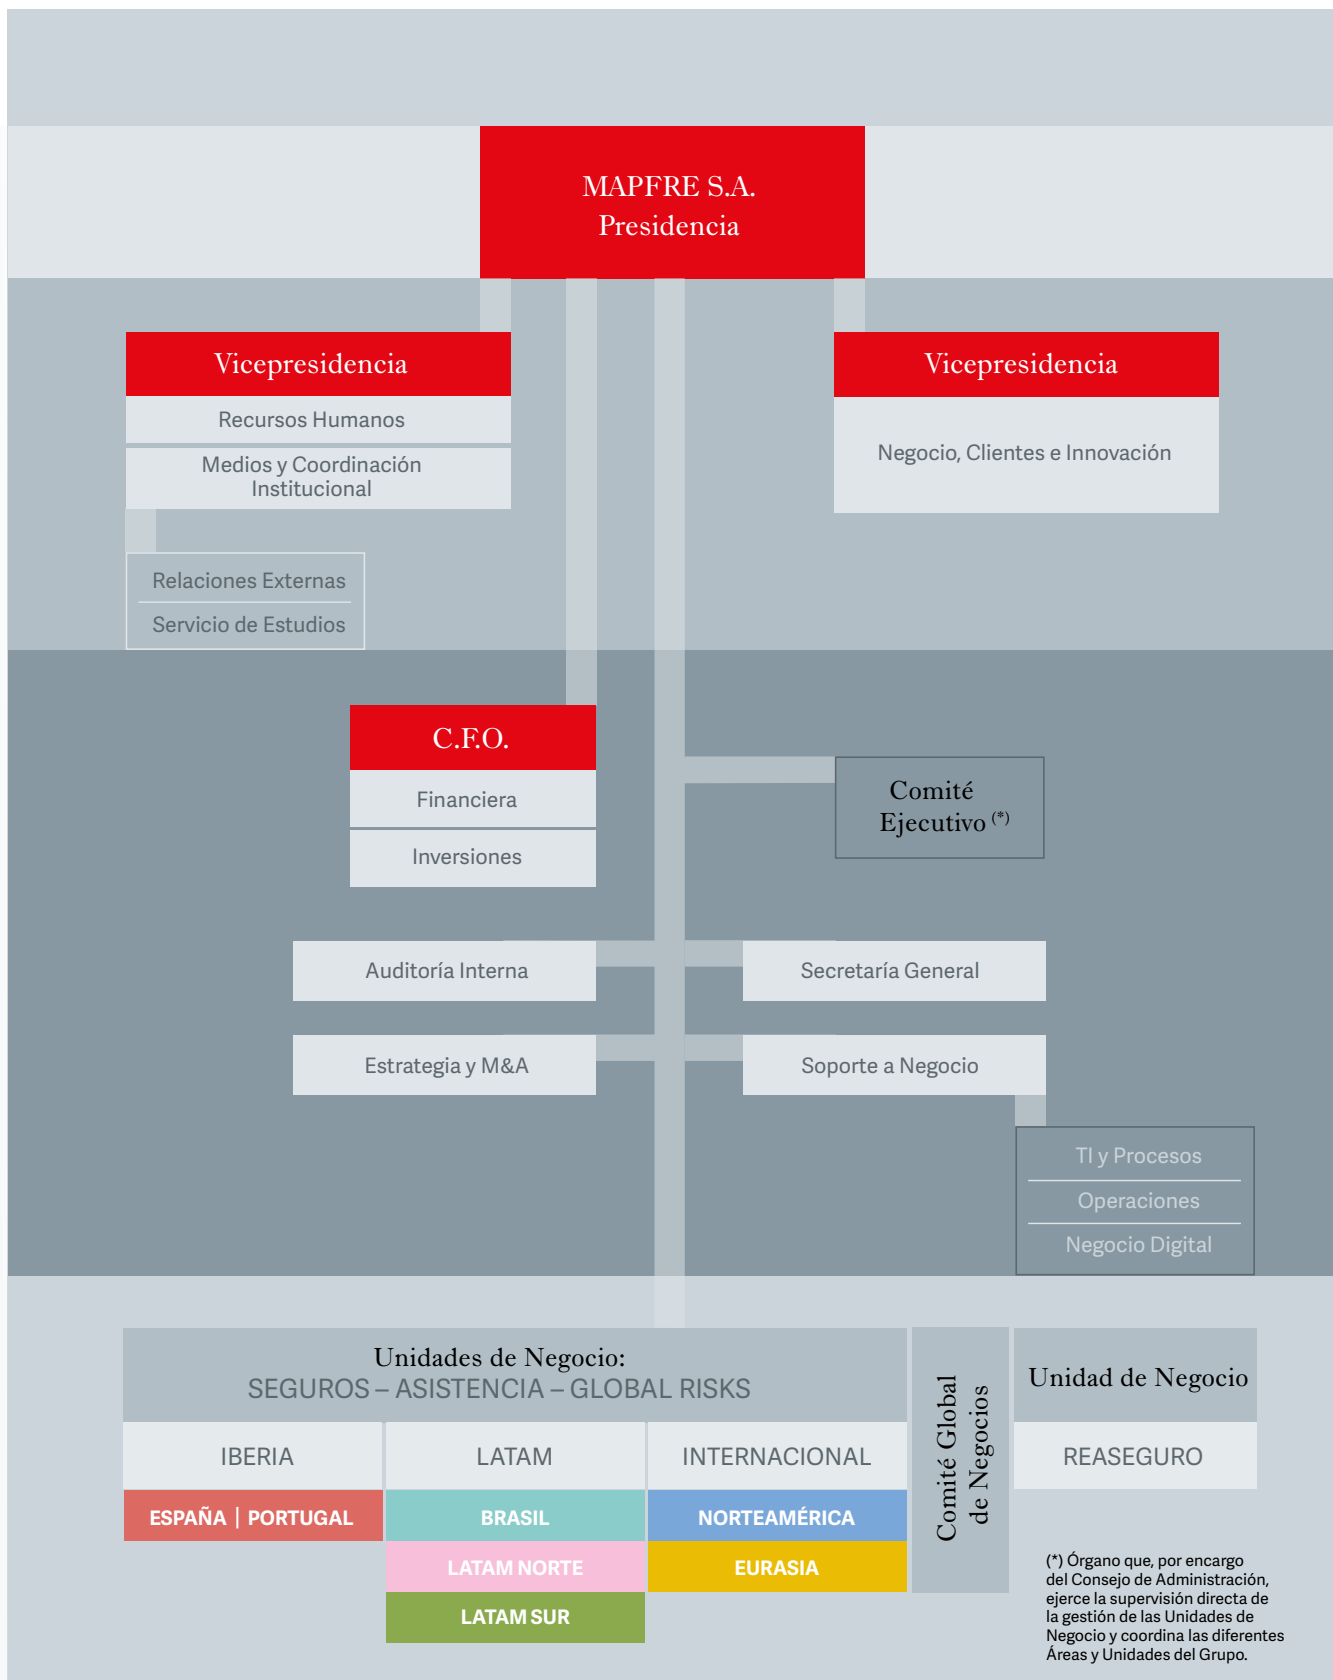 MAPFRE S.A.
Presidencia
Vicepresidencia
Recursos Humanos
Medios y Coordinación
Institucional
Relaciones Externas
Servicio de Estudios
Vicepresidencia
Negocio, Clientes e Innovación
C.F.O.
Financiera
Inversiones
Comité
Ejecutivo (*)
Auditoría Interna
Secretaría General
Estrategia y M&A
Soporte a Negocio
TI y Procesos
Operaciones
Negocio Digital
Unidades de Negocio:
SEGUROS – ASISTENCIA – GLOBAL RISKS
IBERIA
ESPAÑA | PORTUGAL
LATAM
BRASIL
LATAM NORTE
LATAM SUR
INTERNACIONAL
NORTEAMÉRICA
EURASIA
Comité Global
de Negocios
Unidad de Negocio
REASEGURO
(*) Órgano que, por encargo
del Consejo de Administración,
ejerce la supervisión directa de
la gestión de las Unidades de
Negocio y coordina las diferentes
Áreas y Unidades del Grupo.